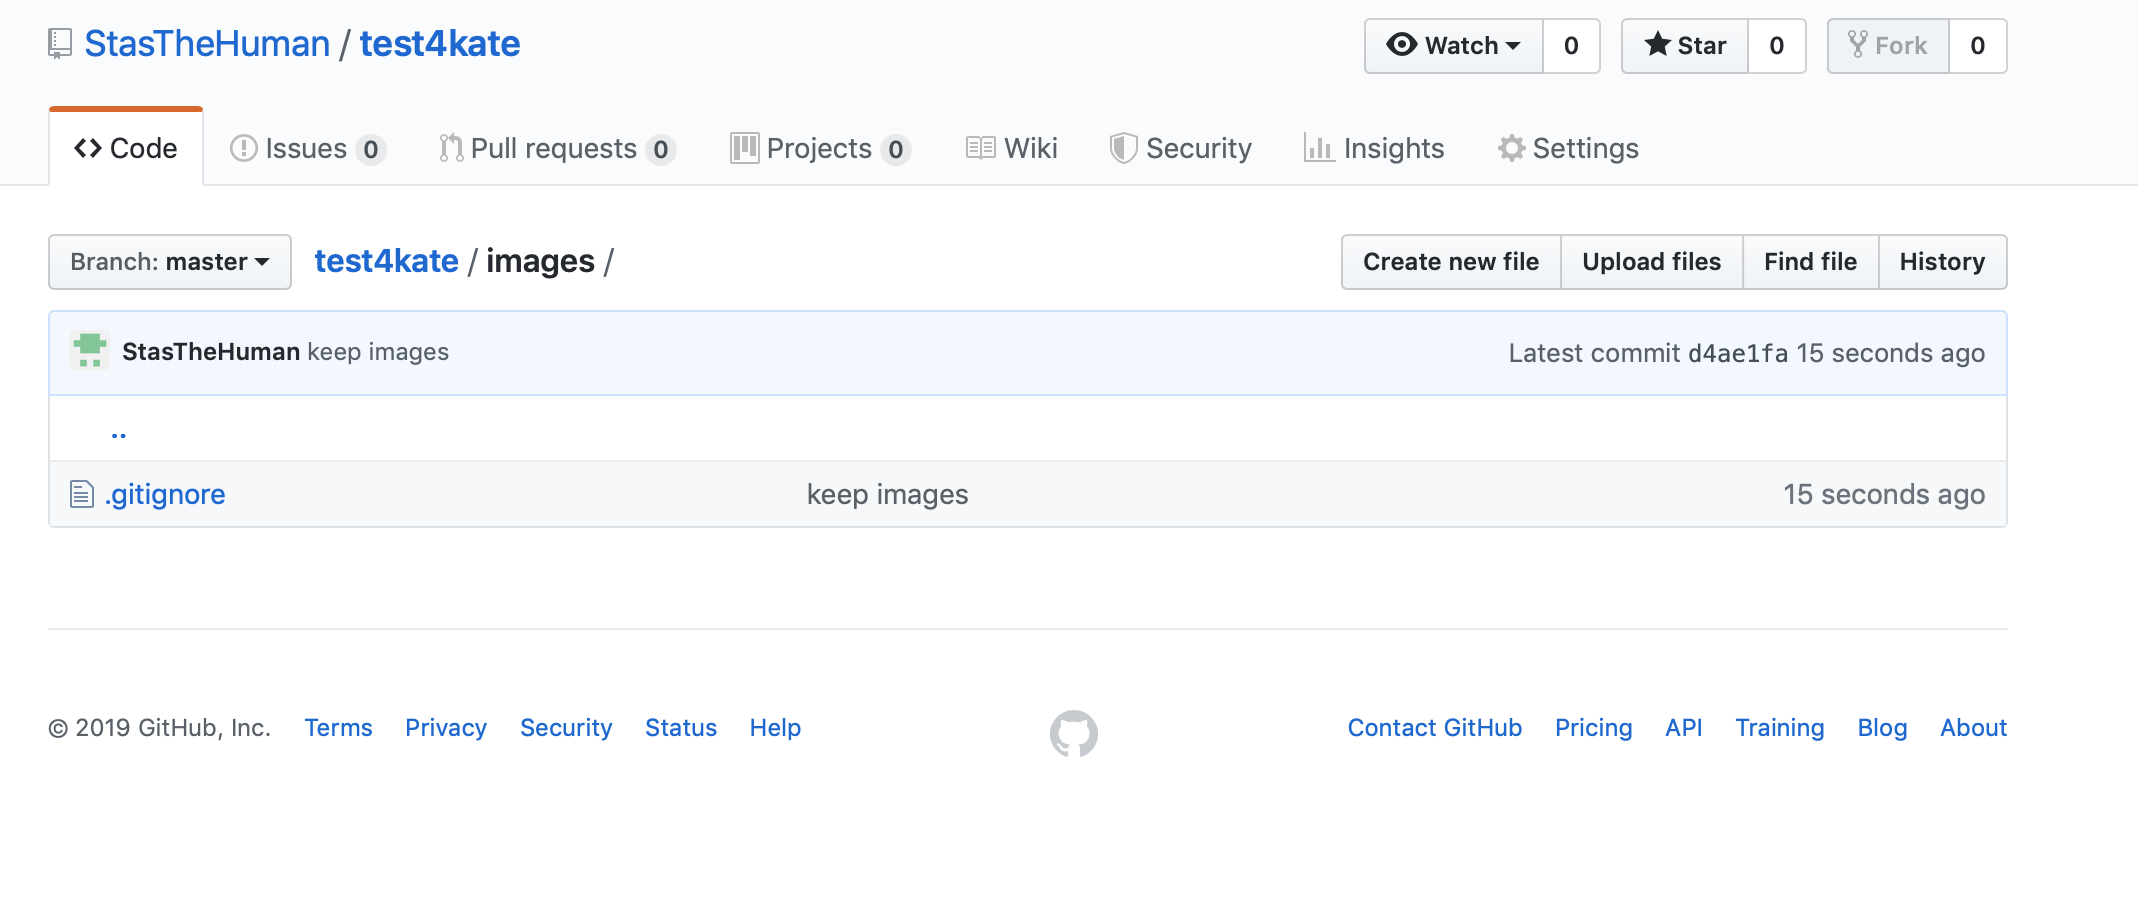 StasTheHuman / test4kate
Watch 0 Star 0 Fork 0
Code Issues 0 Pull requests 0 Projects 0 Wiki Security Insights Settings
Branch: master test4kate / images / Create new file Upload files Find file History
StasTheHuman keep images Latest commit d4ae1fa 15 seconds ago
..
.gitignore keep images 15 seconds ago
© 2019 GitHub, Inc. Terms Privacy Security Status Help Contact GitHub Pricing API Training Blog About